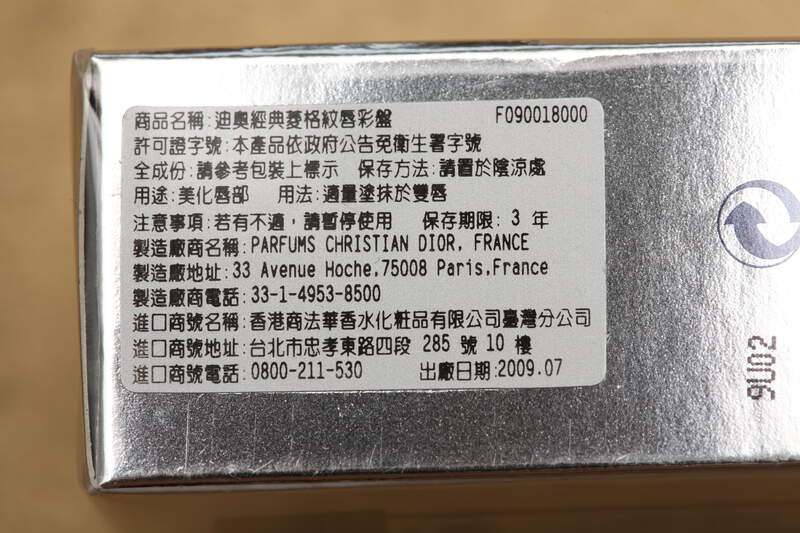 商品名稱:迪奧經典菱格紋唇彩盤 F090018000
許可證字號:本產品依政府公告免衛生署字號
全成份:請參考包裝上標示 保存方法:請置於陰涼處
用途:美化唇部 用法:適量塗抹於雙唇
注意事項:若有不適,請暫停使用 保存期限:3 年
製造廠商名稱:PARFUMS CHRISTIAN DIOR, FRANCE
製造廠地址:33 Avenue Hoche,75008 Paris,France
製造廠商電話:33-1-4953-8500
進口商號名稱:香港商法華香水化粧品有限公司臺灣分公司
進口商號地址:台北市忠孝東路四段 285 號 10 樓
進口商號電話:0800-211-530 出廠日期:2009.07
9U02